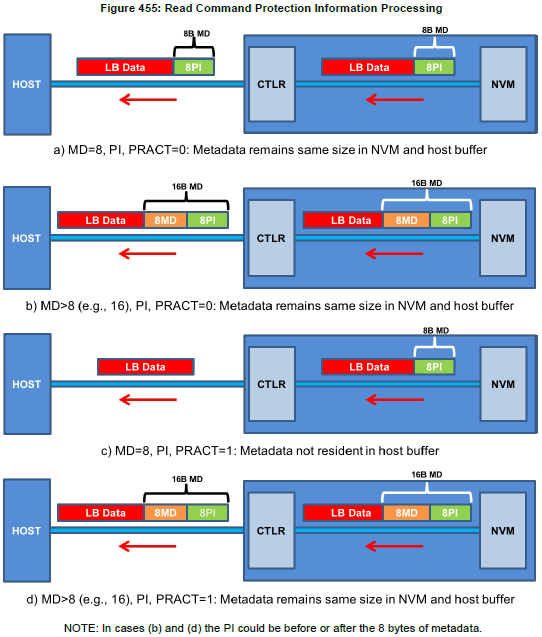 Figure 455: Read Command Protection Information Processing
8B MD
8B MD
LB Data 8PI
LB Data 8PI
HOST
CTLR
NVM
a) MD=8, PI, PRACT=0: Metadata remains same size in NVM and host buffer
16B MD
16B MD
LB Data 8MD 8PI
LB Data 8MD 8PI
HOST
CTLR
NVM
b) MD>8 (e.g., 16), PI, PRACT=0: Metadata remains same size in NVM and host buffer
8B MD
LB Data
LB Data 8PI
HOST
CTLR
NVM
c) MD=8, PI, PRACT=1: Metadata not resident in host buffer
16B MD
16B MD
LB Data 8MD 8PI
LB Data 8MD 8PI
HOST
CTLR
NVM
d) MD>8 (e.g., 16), PI, PRACT=1: Metadata remains same size in NVM and host buffer
NOTE: In cases (b) and (d) the PI could be before or after the 8 bytes of metadata.